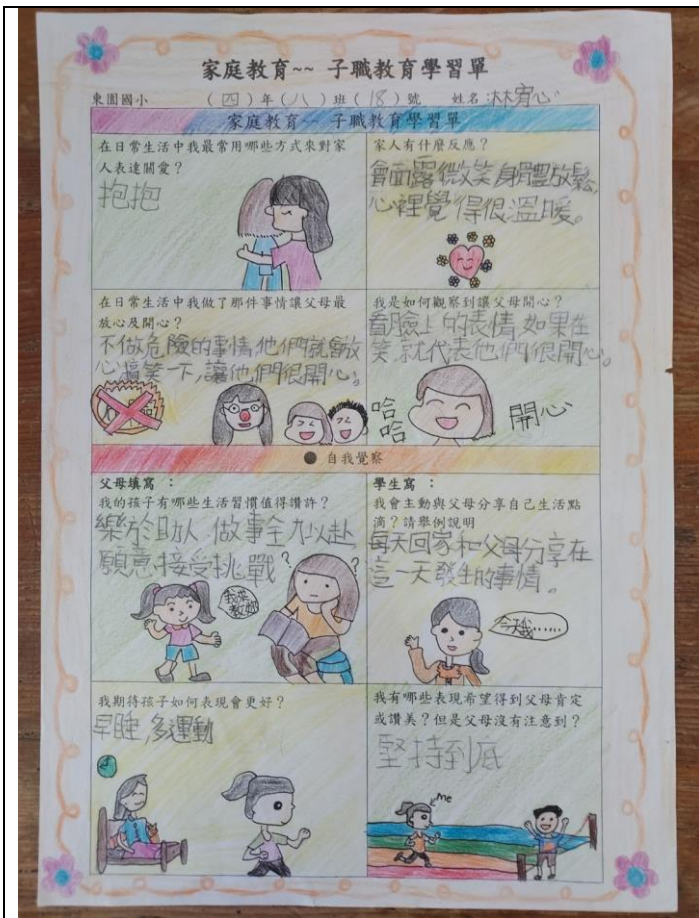 家庭教育~~ 子職教育學習單
東園國小 (四)年(八)班(18)號 姓名:林宥心
家庭教育~~ 子職教育學習單
在日常生活中我最常用哪些方式來對家
人表達關愛?
抱抱
家人有什麼反應?
會面露微笑,身體放鬆,
心裡覺得很溫暖。
在日常生活中我做了那件事情讓父母最
放心及開心?
不做危險的事情,他們就會放
心,搞笑一下,讓他們很開心。
我是如何觀察到讓父母開心?
看臉上的表情,如果在
笑,就代表他們很開心。
哈
哈
開心
● 自我覺察
父母填寫:
我的孩子有哪些生活習慣值得讚許?
樂於助人,做事全力以赴
願意接受挑戰
我來
教妳
?
?
學生寫:
我會主動與父母分享自己生活點
滴?請舉例說明
每天回家和父母分享在
這一天發生的事情。
今天我......
我期待孩子如何表現會更好?
早睡,多運動
我有哪些表現希望得到父母肯定
或讚美?但是父母沒有注意到?
堅持到底
me